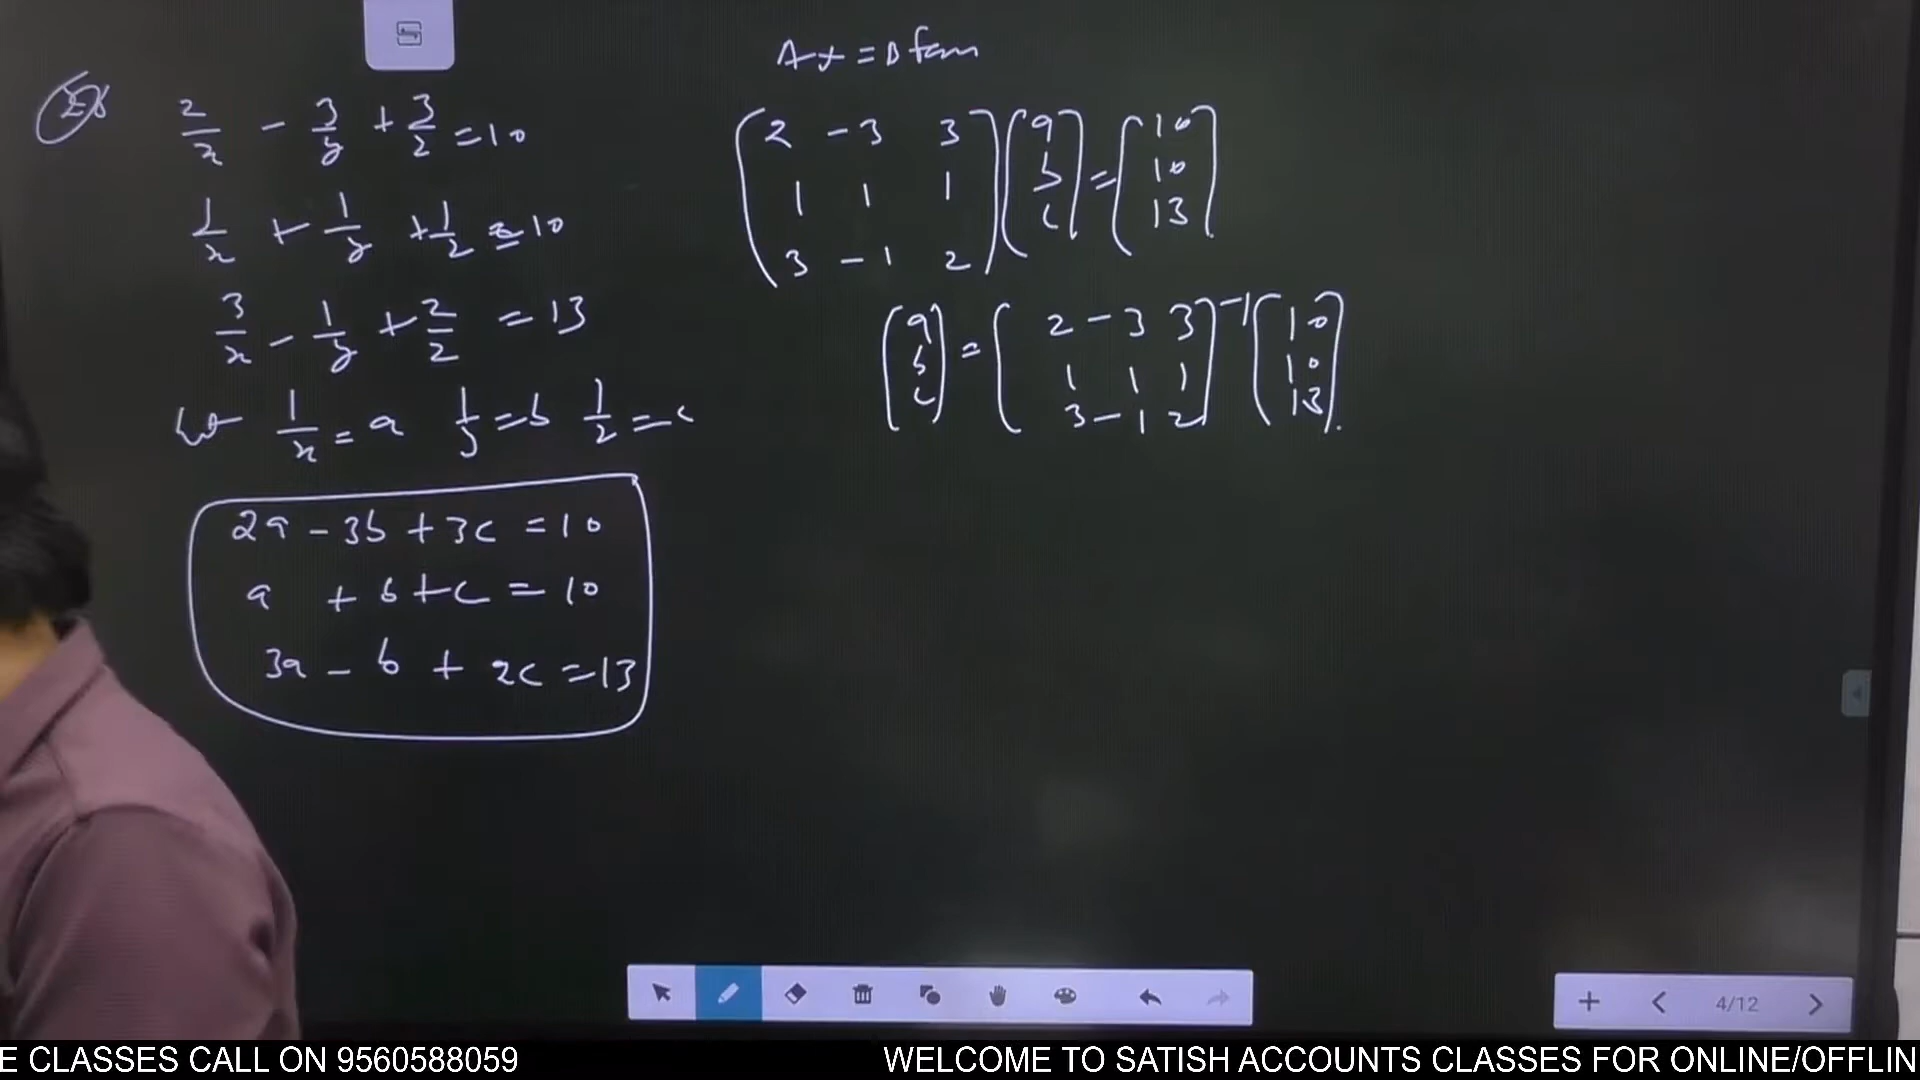 28
2/x - 3/y + 3/z = 10
1/x + 1/y + 1/z = 10
3/x - 1/y + 2/z = 13
let 1/x = a 1/y = b 1/z = c
2a - 3b + 3c = 10
a + b + c = 10
3a - b + 2c = 13
Ax = B form
[2 -3 3] [a] = [10]
[1 1 1] [b] [10]
[3 -1 2] [c] [13]
[a] = [2 -3 3]⁻¹ [10]
[b] [1 1 1] [10]
[c] [3 -1 2] [13]
4/12
E CLASSES CALL ON 9560588059 WELCOME TO SATISH ACCOUNTS CLASSES FOR ONLINE/OFFLIN